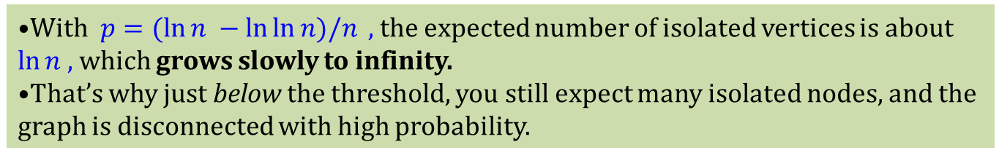 •With p = (ln n − ln ln n)/n , the expected number of isolated vertices is about
ln n , which grows slowly to infinity.
•That’s why just below the threshold, you still expect many isolated nodes, and the
graph is disconnected with high probability.